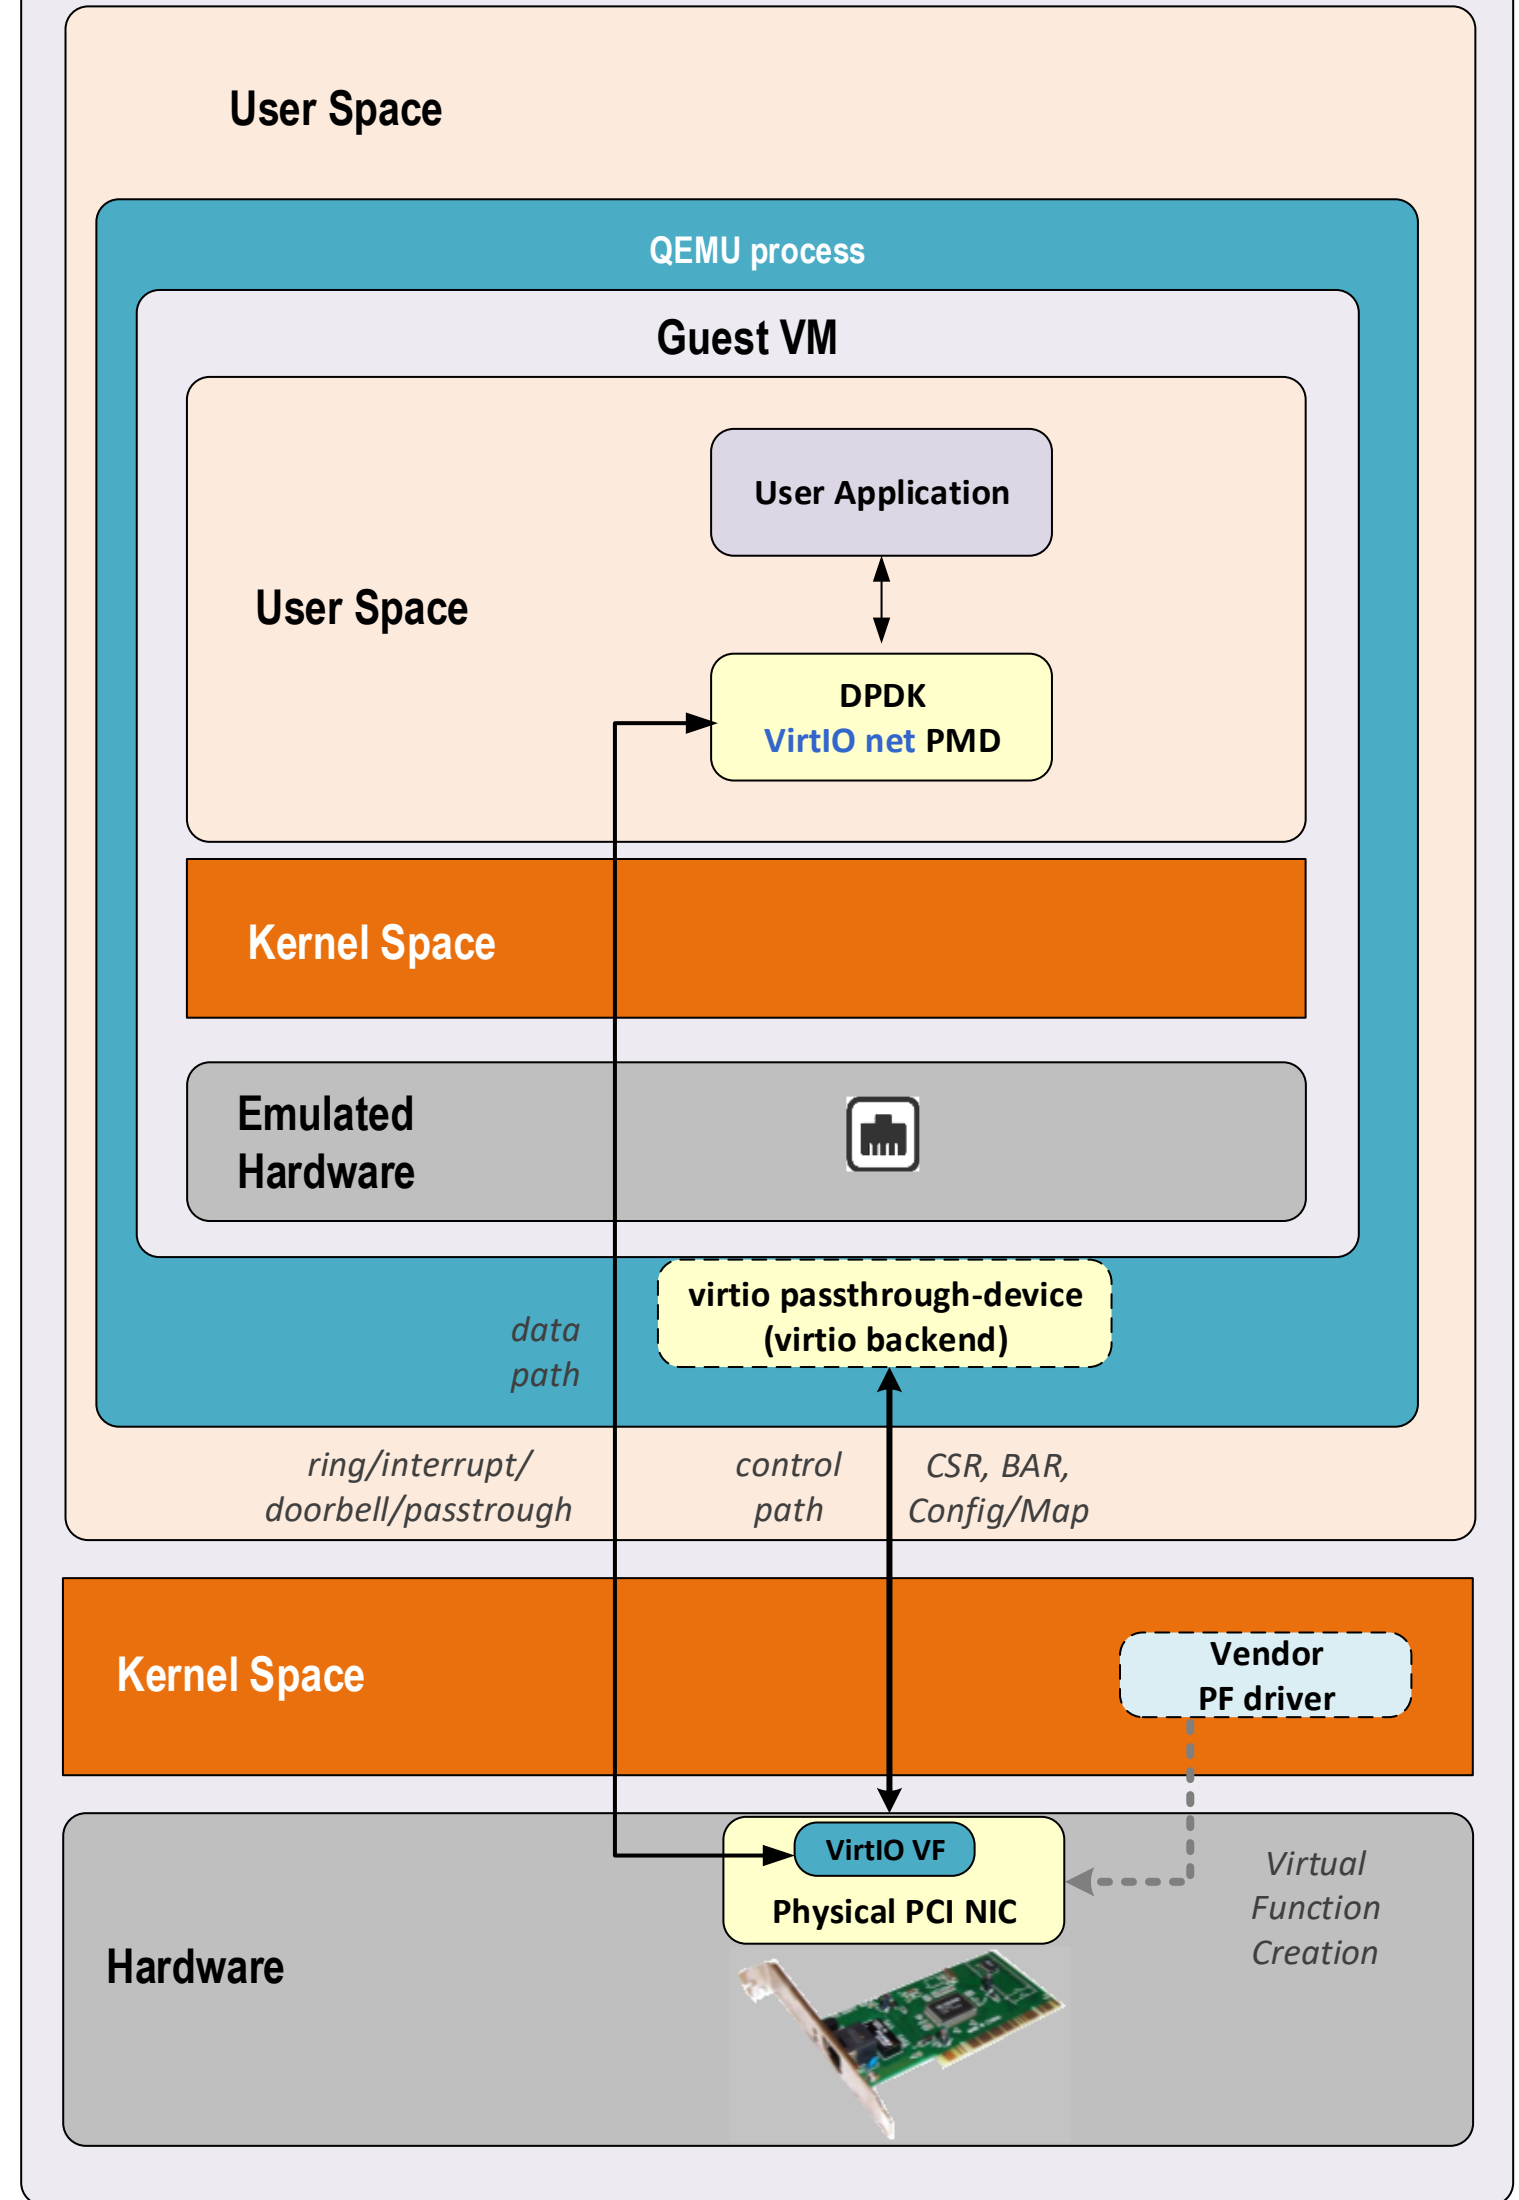 User Space
QEMU process
Guest VM
User Application
User Space
DPDK
VirtIO net PMD
Kernel Space
Emulated
Hardware
virtio passthrough-device
(virtio backend)
data
path
ring/interrupt/
doorbell/passtrough
control
path
CSR, BAR,
Config/Map
Kernel Space
Vendor
PF driver
VirtIO VF
Physical PCI NIC
Virtual
Function
Creation
Hardware